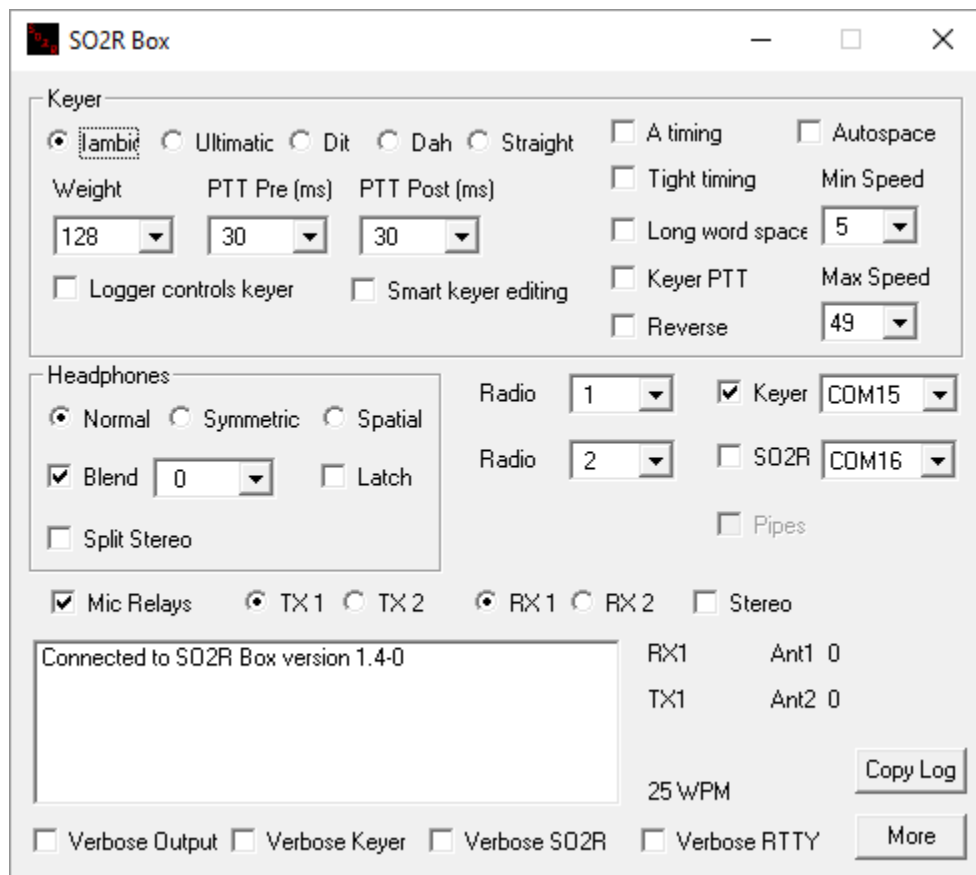 SO2R Box
Keyer
Iambic Ultimatic Dit Dah Straight
A timing Autospace
Weight PTT Pre (ms) PTT Post (ms)
Tight timing Min Speed
128 30 30
Long word space 5
Logger controls keyer Smart keyer editing
Keyer PTT Max Speed
Reverse 49
Headphones
Normal Symmetric Spatial
Blend 0 Latch
Split Stereo
Radio 1 Keyer COM15
Radio 2 SO2R COM16
Pipes
Mic Relays TX 1 TX 2 RX 1 RX 2 Stereo
Connected to SO2R Box version 1.4-0
RX1 Ant1 0
TX1 Ant2 0
25 WPM
Copy Log
Verbose Output Verbose Keyer Verbose SO2R Verbose RTTY
More